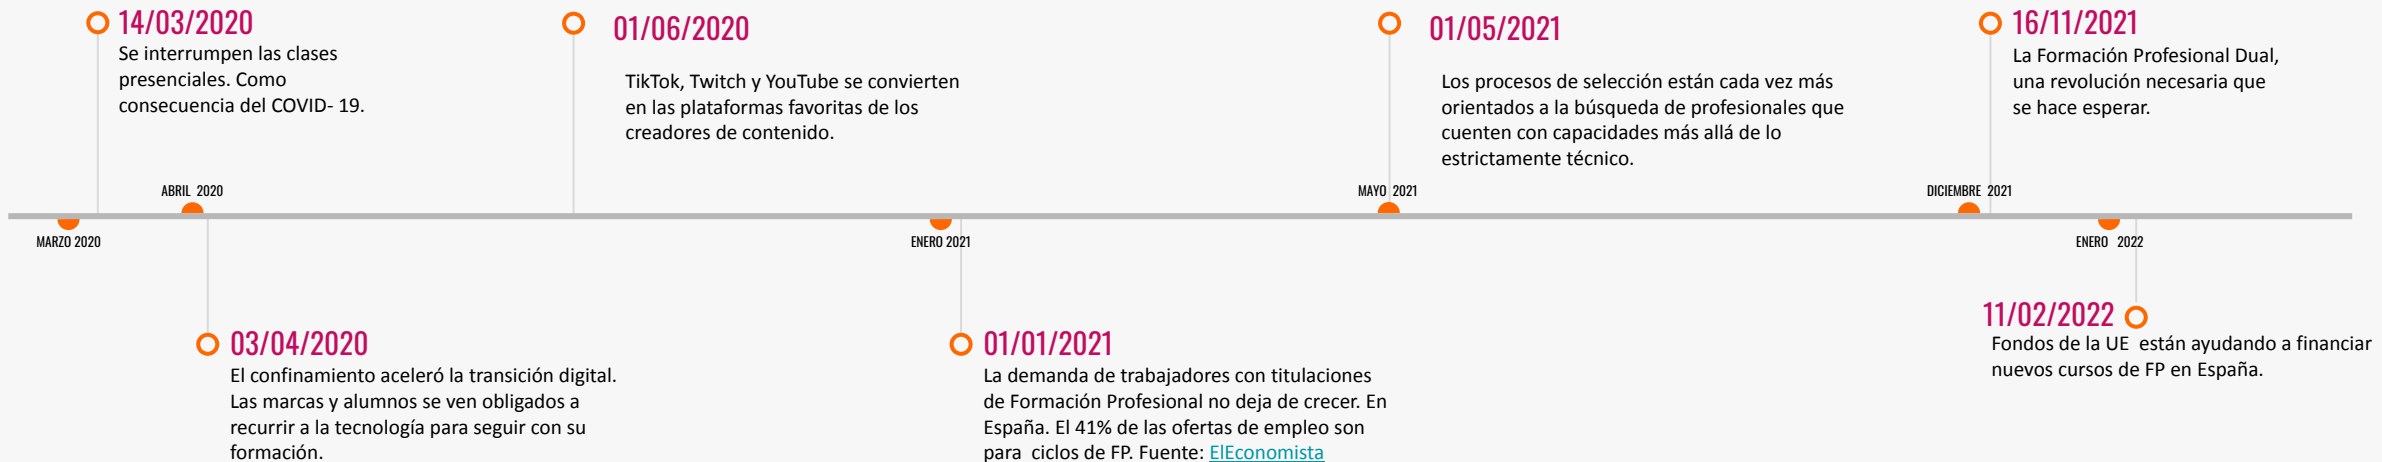 14/03/2020
Se interrumpen las clases
presenciales. Como
consecuencia del COVID- 19.
01/06/2020
TikTok, Twitch y YouTube se convierten
en las plataformas favoritas de los
creadores de contenido.
01/05/2021
Los procesos de selección están cada vez más
orientados a la búsqueda de profesionales que
cuenten con capacidades más allá de lo
estrictamente técnico.
16/11/2021
La Formación Profesional Dual,
una revolución necesaria que
se hace esperar.
ABRIL 2020
MAYO 2021
DICIEMBRE 2021
MARZO 2020
ENERO 2021
ENERO 2022
03/04/2020
El confinamiento aceleró la transición digital.
Las marcas y alumnos se ven obligados a
recurrir a la tecnología para seguir con su
formación.
01/01/2021
La demanda de trabajadores con titulaciones
de Formación Profesional no deja de crecer. En
España. El 41% de las ofertas de empleo son
para ciclos de FP. Fuente: ElEconomista
11/02/2022
Fondos de la UE están ayudando a financiar
nuevos cursos de FP en España.